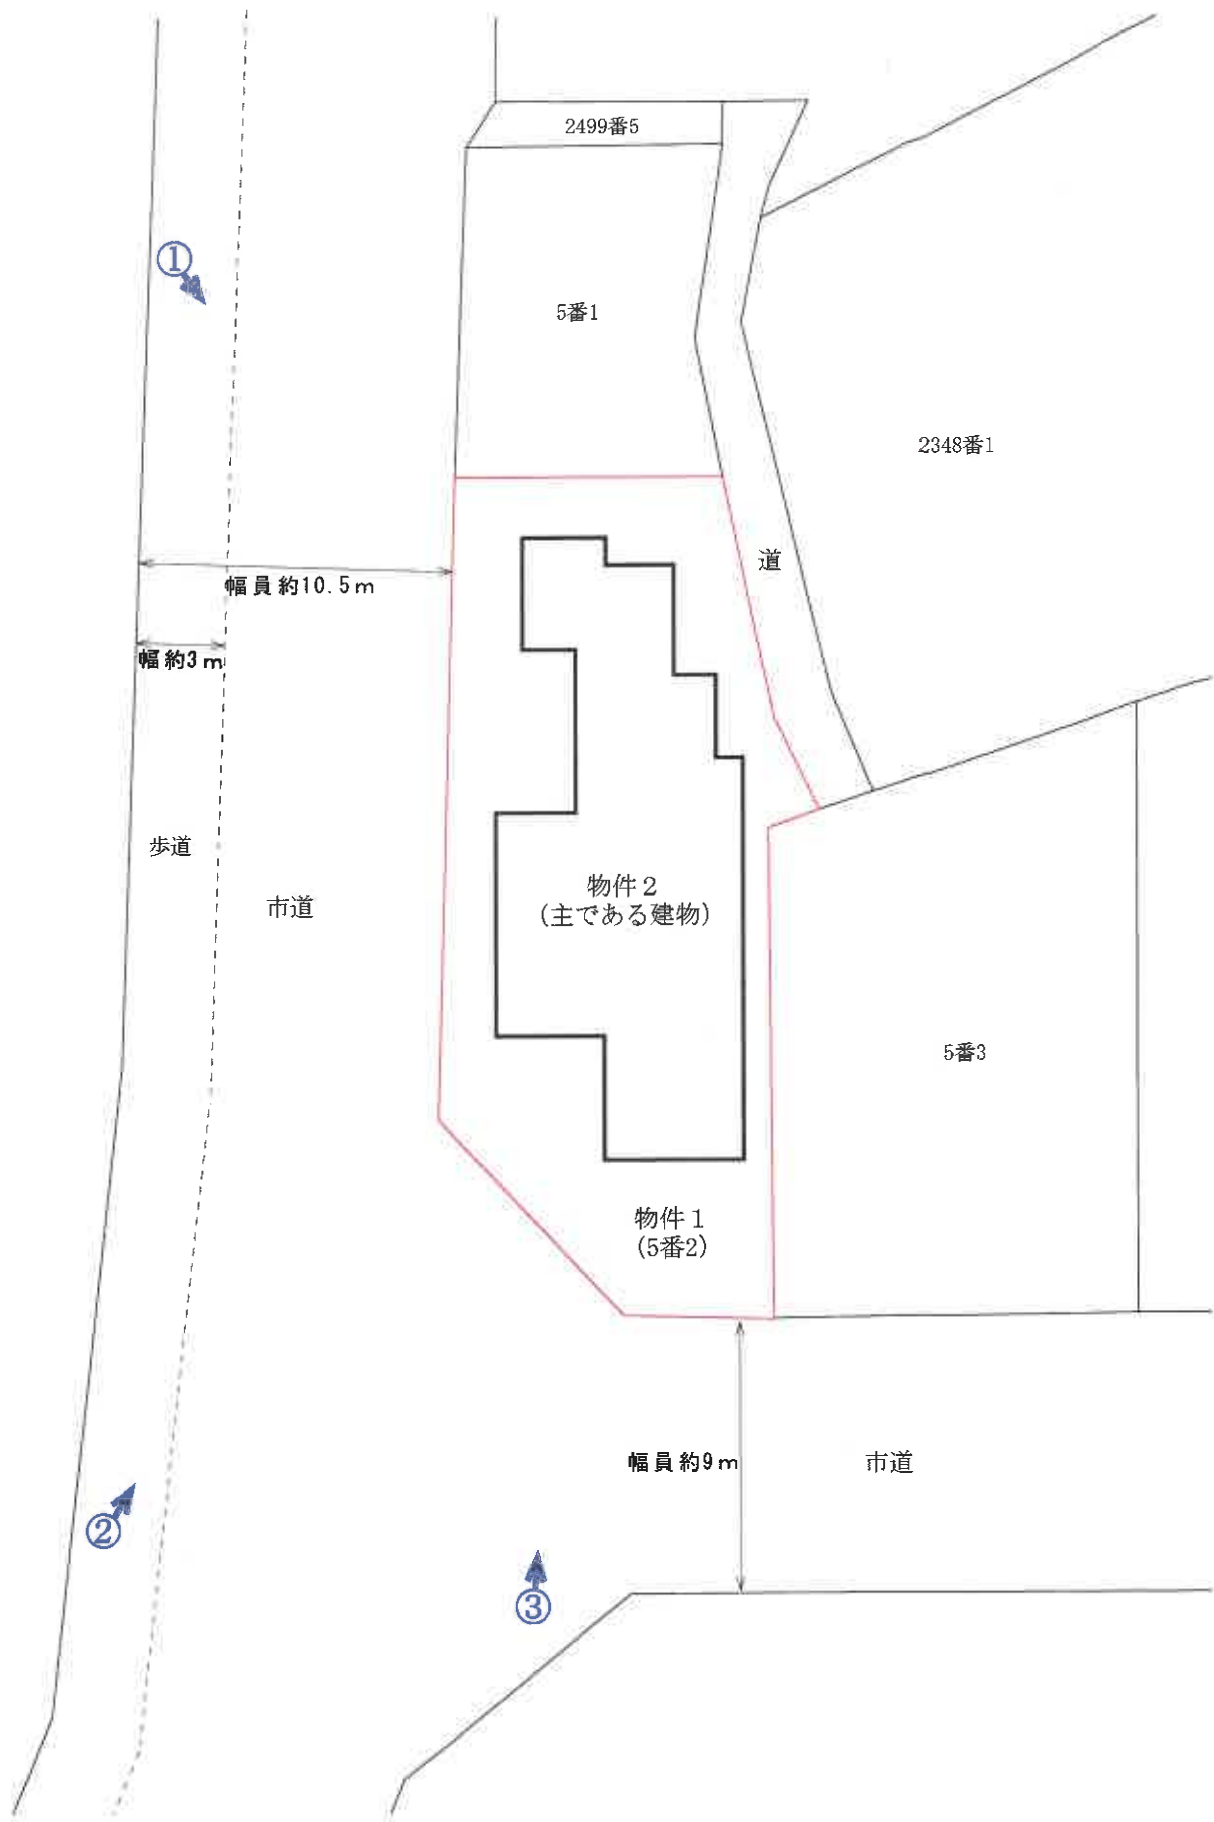 2499番5
①
5番1
2348番1
道
幅員約10.5m
幅約3m
歩道
市道
物件2
(主である建物)
5番3
物件1
(5番2)
幅員約9m
市道
②
③